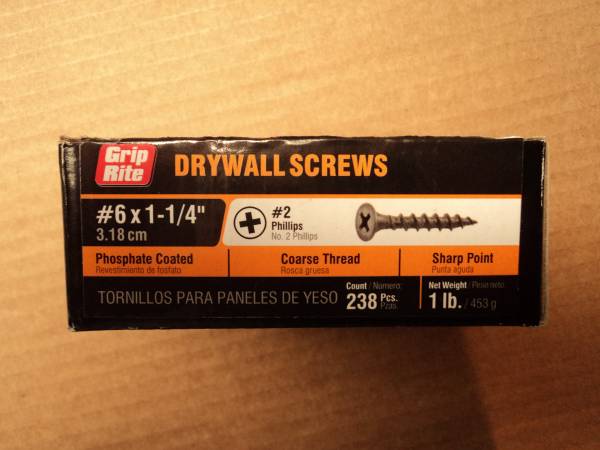 Grip Rite
DRYWALL SCREWS
#6 x 1-1/4"
3.18 cm
#2
Phillips
No. 2 Phillips
Phosphate Coated
Revestimiento de fosfato
Coarse Thread
Rosca gruesa
Sharp Point
Punta aguda
TORNILLOS PARA PANELES DE YESO
Count / Número:
238 Pcs.
Pzas.
Net Weight / Peso neto
1 lb. / 453 g